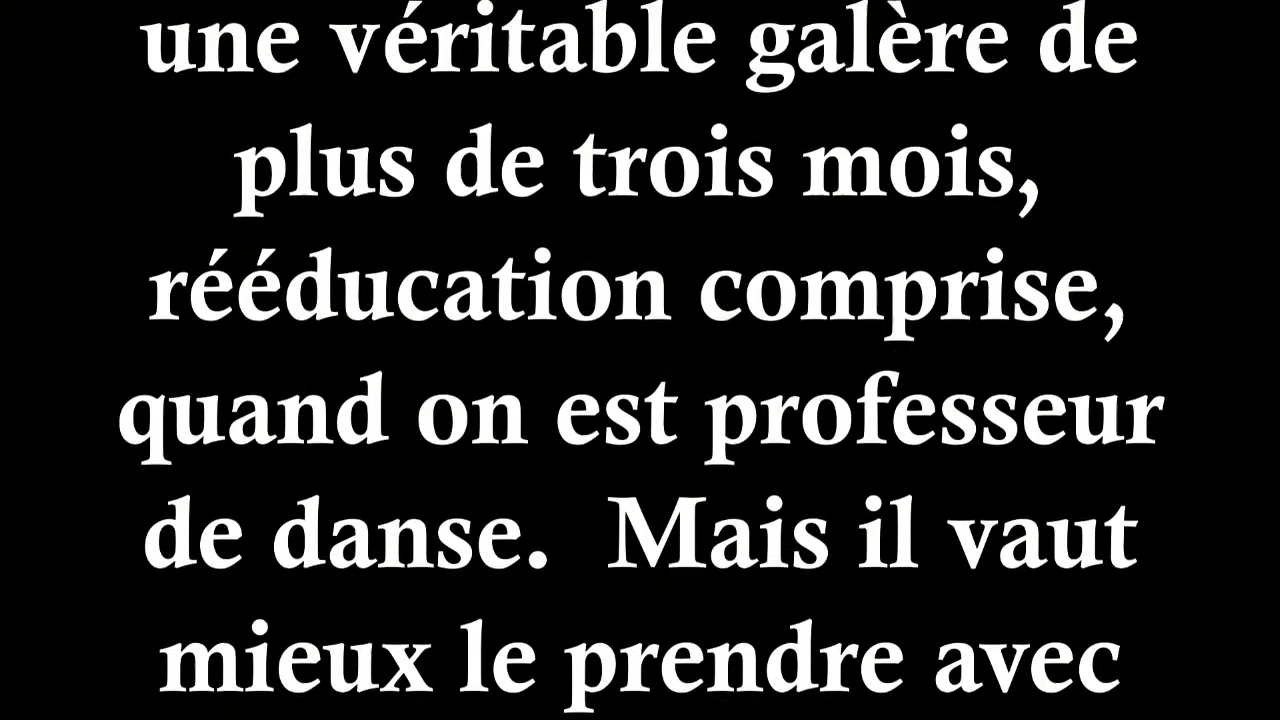 une véritable galère de
plus de trois mois,
rééducation comprise,
quand on est professeur
de danse.  Mais il vaut
mieux le prendre avec